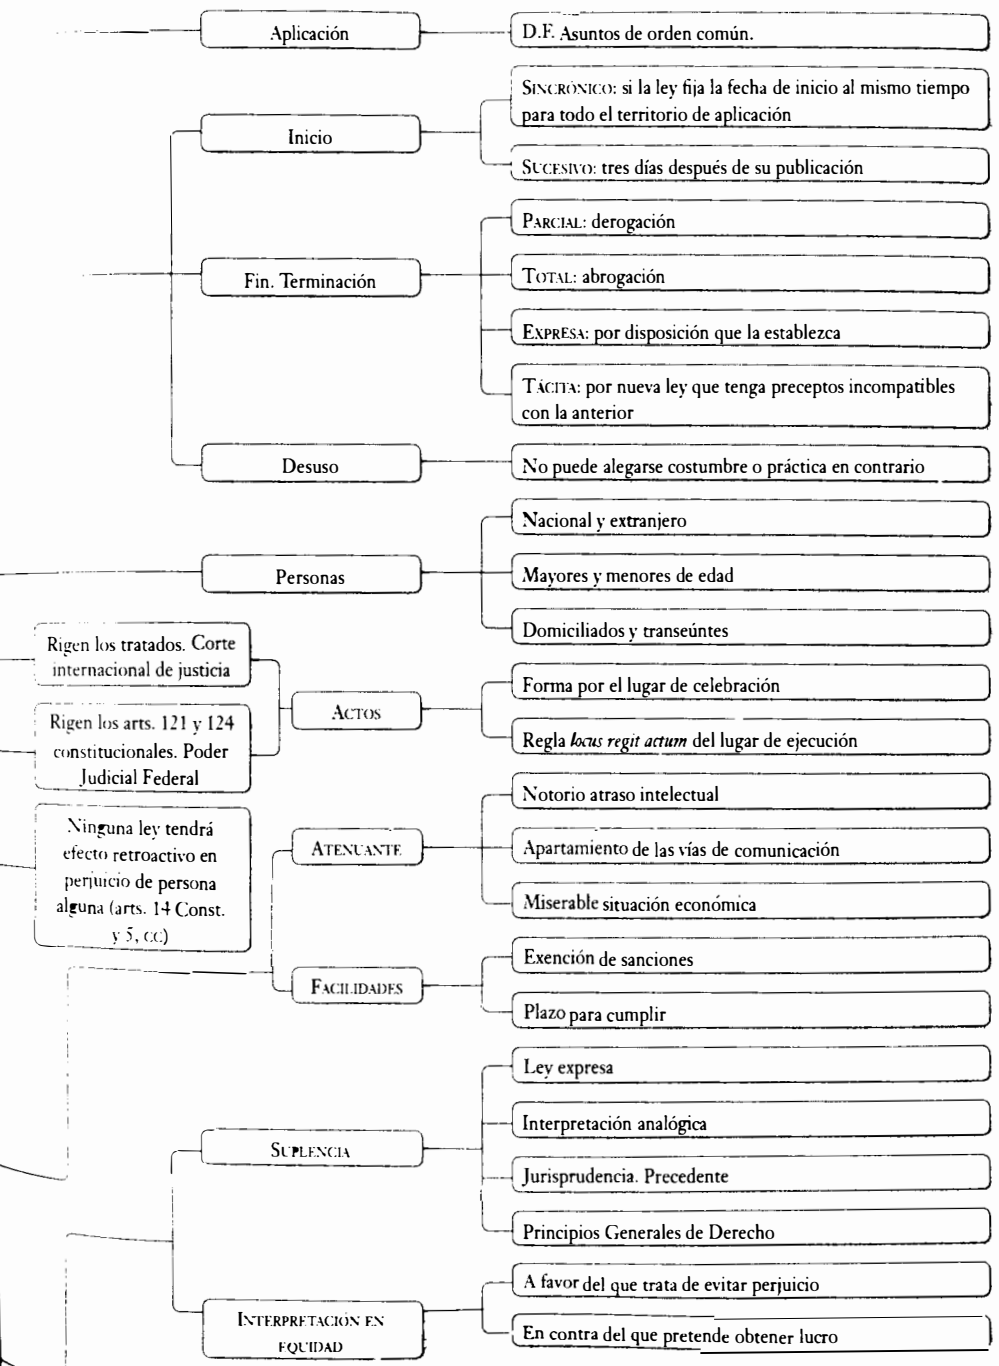 Aplicación
D.F. Asuntos de orden común.
Inicio
SINCRÓNICO: si la ley fija la fecha de inicio al mismo tiempo
para todo el territorio de aplicación
SUCESIVO: tres días después de su publicación
Fin. Terminación
PARCIAL: derogación
TOTAL: abrogación
EXPRESA: por disposición que la establezca
TÁCITA: por nueva ley que tenga preceptos incompatibles
con la anterior
Desuso
No puede alegarse costumbre o práctica en contrario
Personas
Nacional y extranjero
Mayores y menores de edad
Domiciliados y transeúntes
Rigen los tratados. Corte
internacional de justicia
Rigen los arts. 121 y 124
constitucionales. Poder
Judicial Federal
ACTOS
Forma por el lugar de celebración
Regla locus regit actum del lugar de ejecución
Ninguna ley tendrá
efecto retroactivo en
perjuicio de persona
alguna (arts. 14 Const.
y 5, CC)
ATENUANTE
Notorio atraso intelectual
Apartamiento de las vías de comunicación
Miserable situación económica
FACILIDADES
Exención de sanciones
Plazo para cumplir
SUPLENCIA
Ley expresa
Interpretación analógica
Jurisprudencia. Precedente
Principios Generales de Derecho
INTERPRETACIÓN EN
EQUIDAD
A favor del que trata de evitar perjuicio
En contra del que pretende obtener lucro